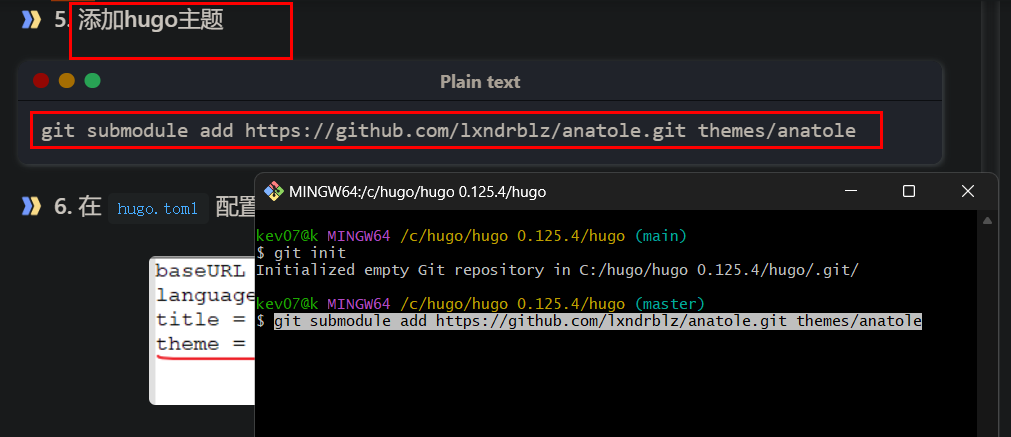 5. 添加hugo主题
Plain text
git submodule add https://github.com/lxndrblz/anatole.git themes/anatole
6. 在 hugo.toml 配置
baseURL
language
title =
theme =
MINGW64:/c/hugo/hugo 0.125.4/hugo
kev07@k MINGW64 /c/hugo/hugo 0.125.4/hugo (main)
$ git init
Initialized empty Git repository in C:/hugo/hugo 0.125.4/hugo/.git/
kev07@k MINGW64 /c/hugo/hugo 0.125.4/hugo (master)
$ git submodule add https://github.com/lxndrblz/anatole.git themes/anatole